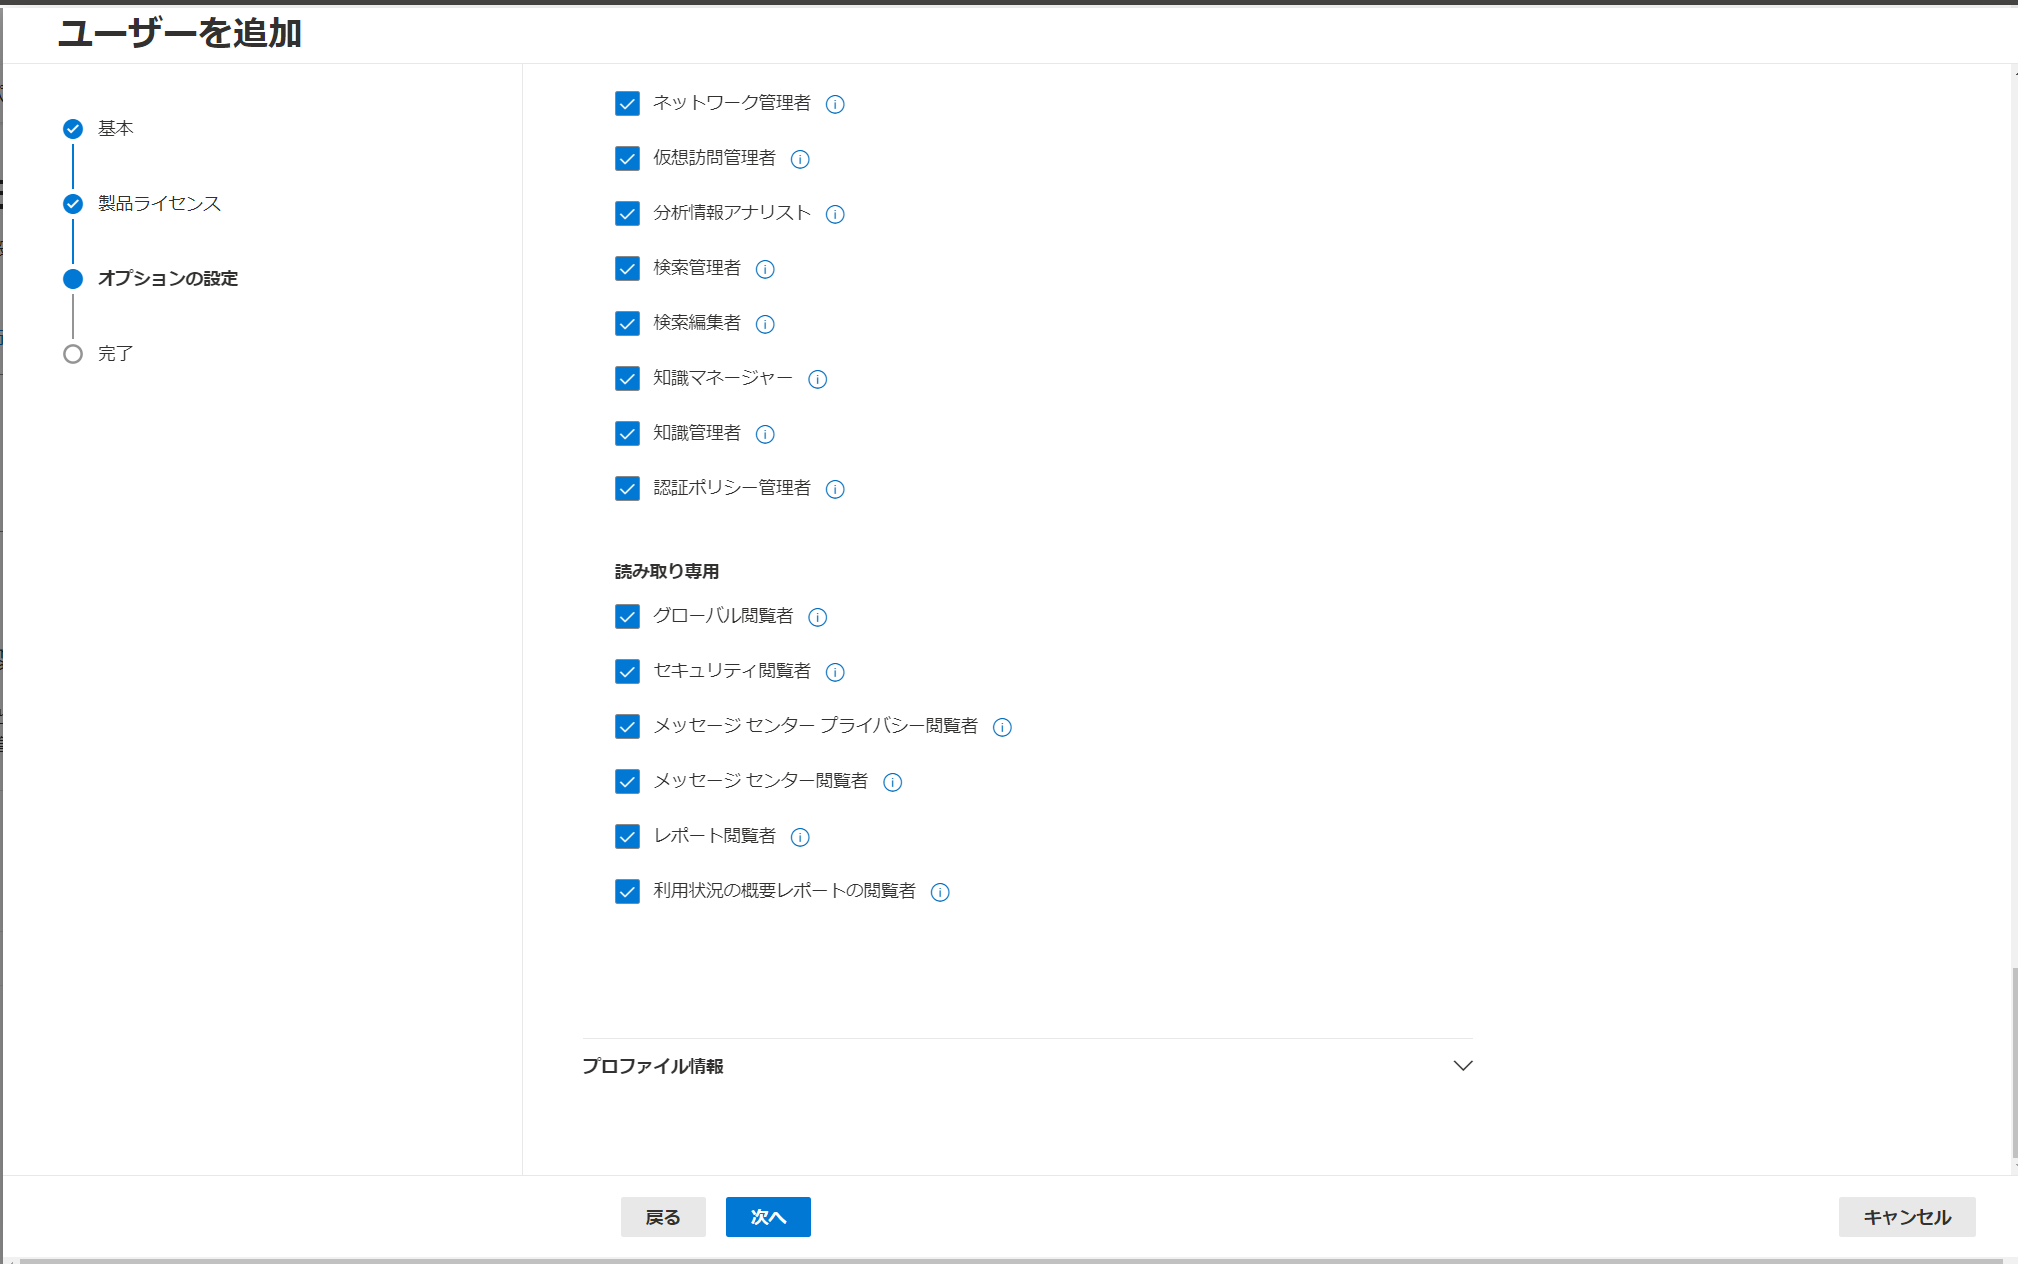 ユーザーを追加
基本
製品ライセンス
オプションの設定
完了
ネットワーク管理者
仮想訪問管理者
分析情報アナリスト
検索管理者
検索編集者
知識マネージャー
知識管理者
認証ポリシー管理者
読み取り専用
グローバル閲覧者
セキュリティ閲覧者
メッセージ センター プライバシー閲覧者
メッセージ センター閲覧者
レポート閲覧者
利用状況の概要レポートの閲覧者
プロファイル情報
戻る
次へ
キャンセル